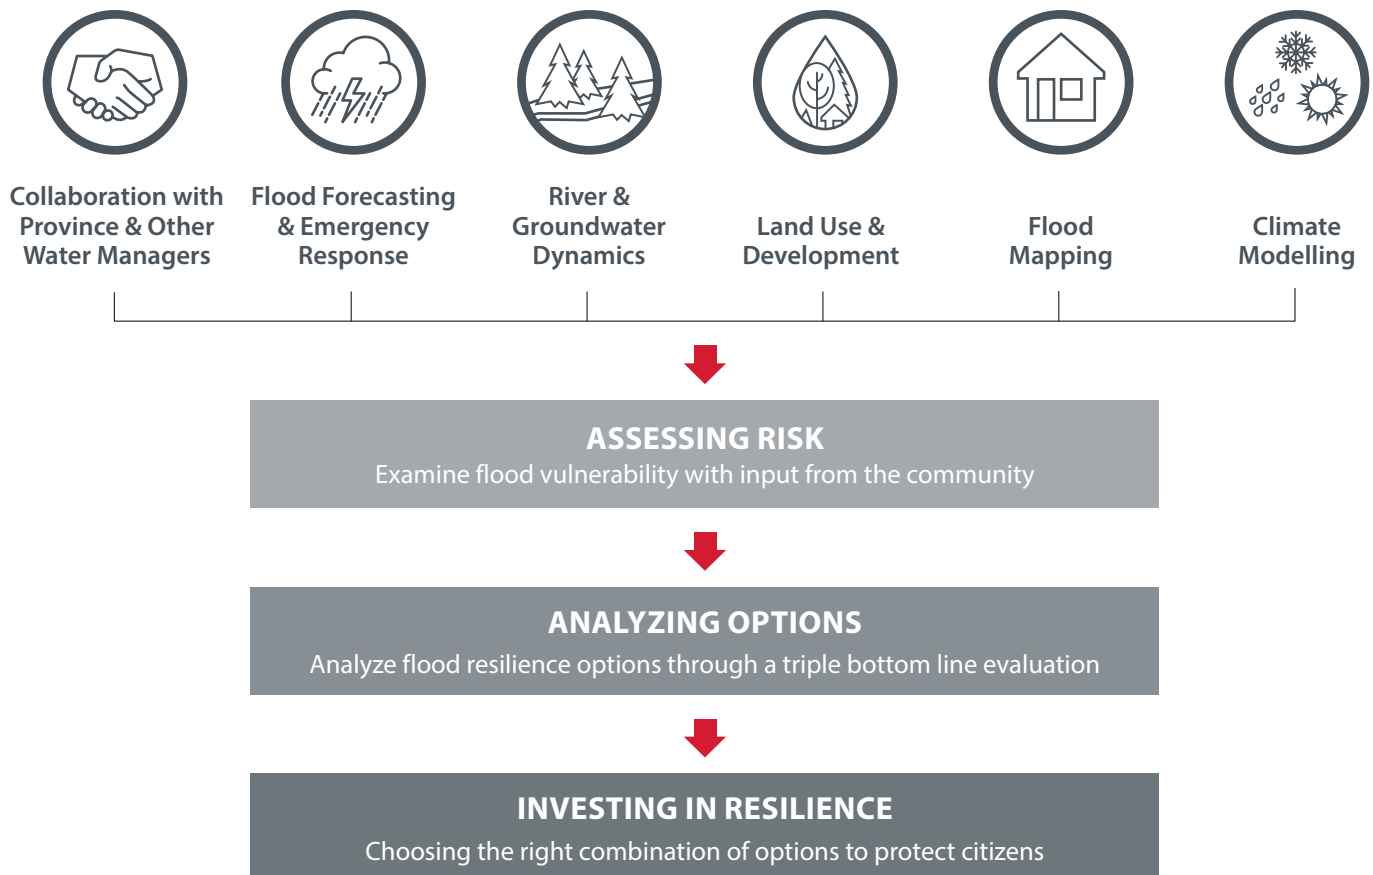 Collaboration with
Province & Other
Water Managers
Flood Forecasting
& Emergency
Response
River &
Groundwater
Dynamics
Land Use &
Development
Flood
Mapping
Climate
Modelling
ASSESSING RISK
Examine flood vulnerability with input from the community
ANALYZING OPTIONS
Analyze flood resilience options through a triple bottom line evaluation
INVESTING IN RESILIENCE
Choosing the right combination of options to protect citizens